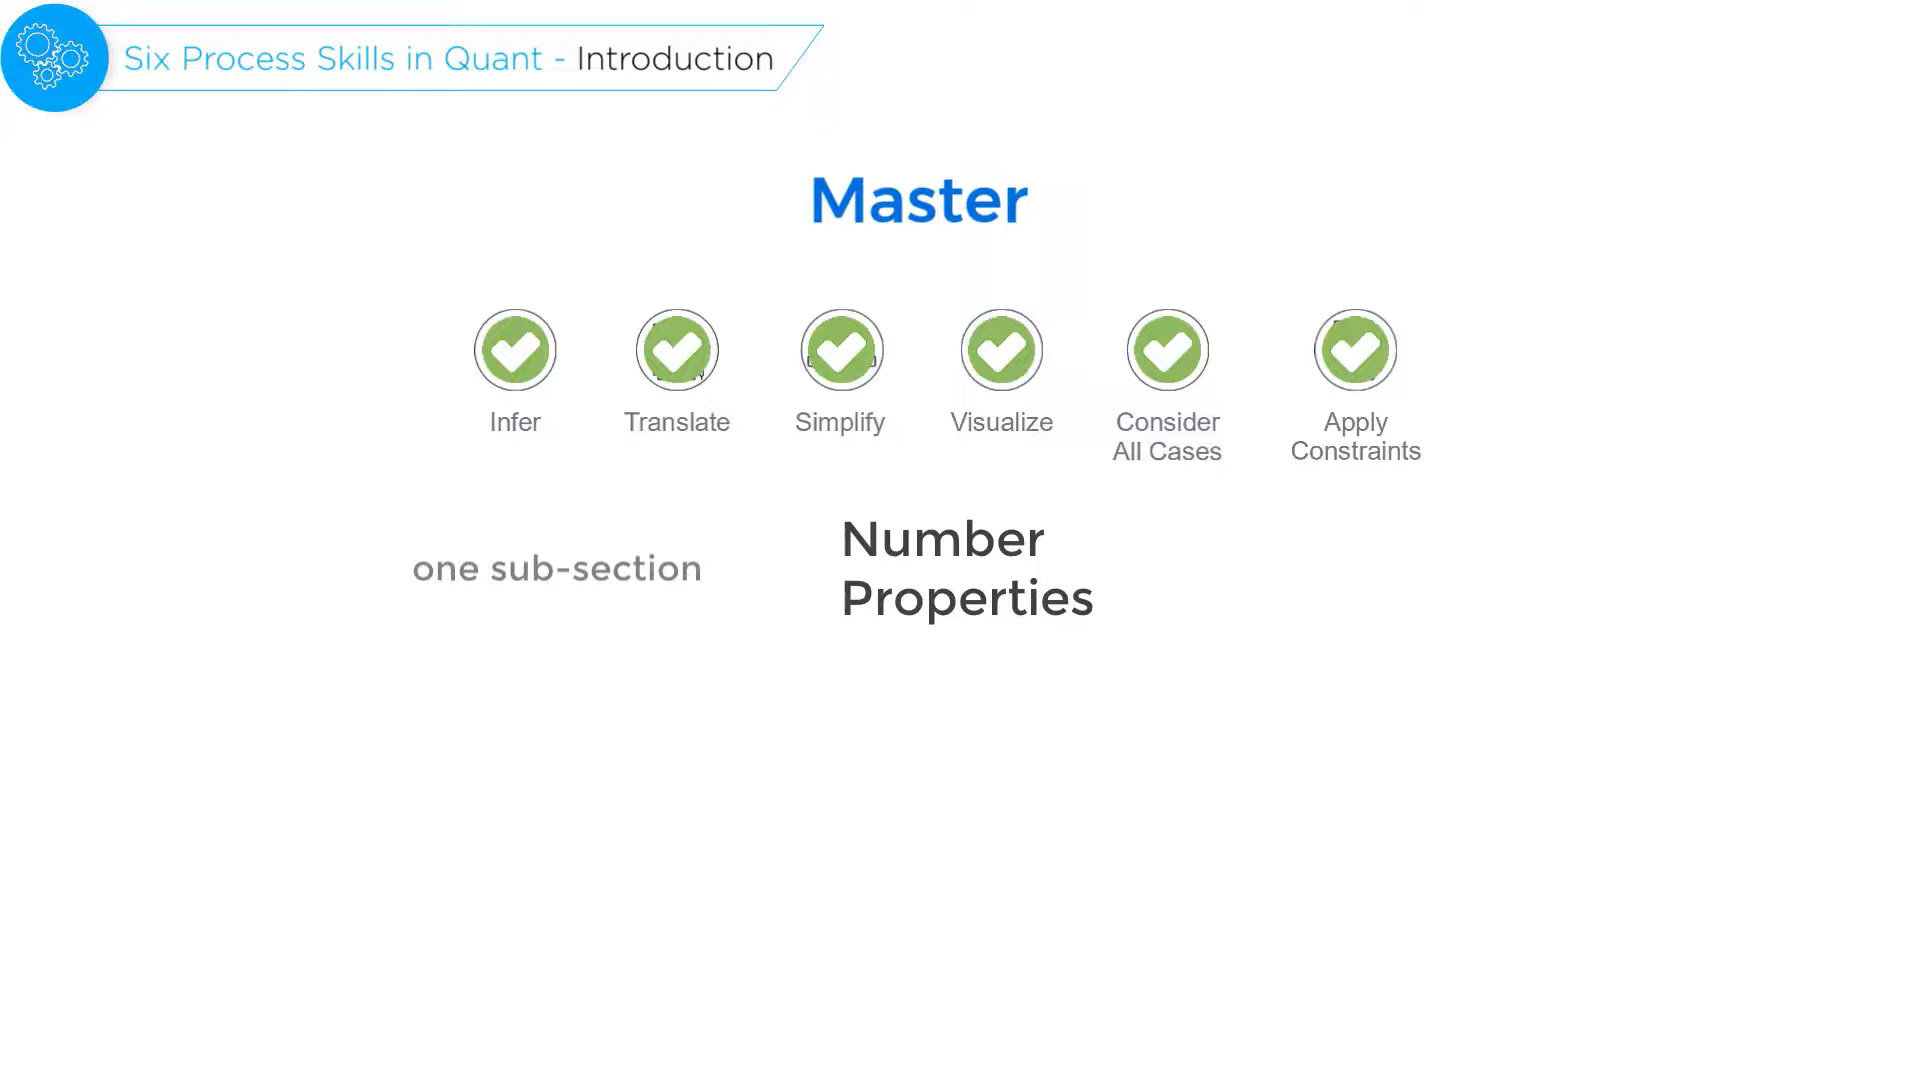 Six Process Skills in Quant - Introduction
Master
Infer
Translate
Simplify
Visualize
Consider
All Cases
Apply
Constraints
one sub-section
Number
Properties